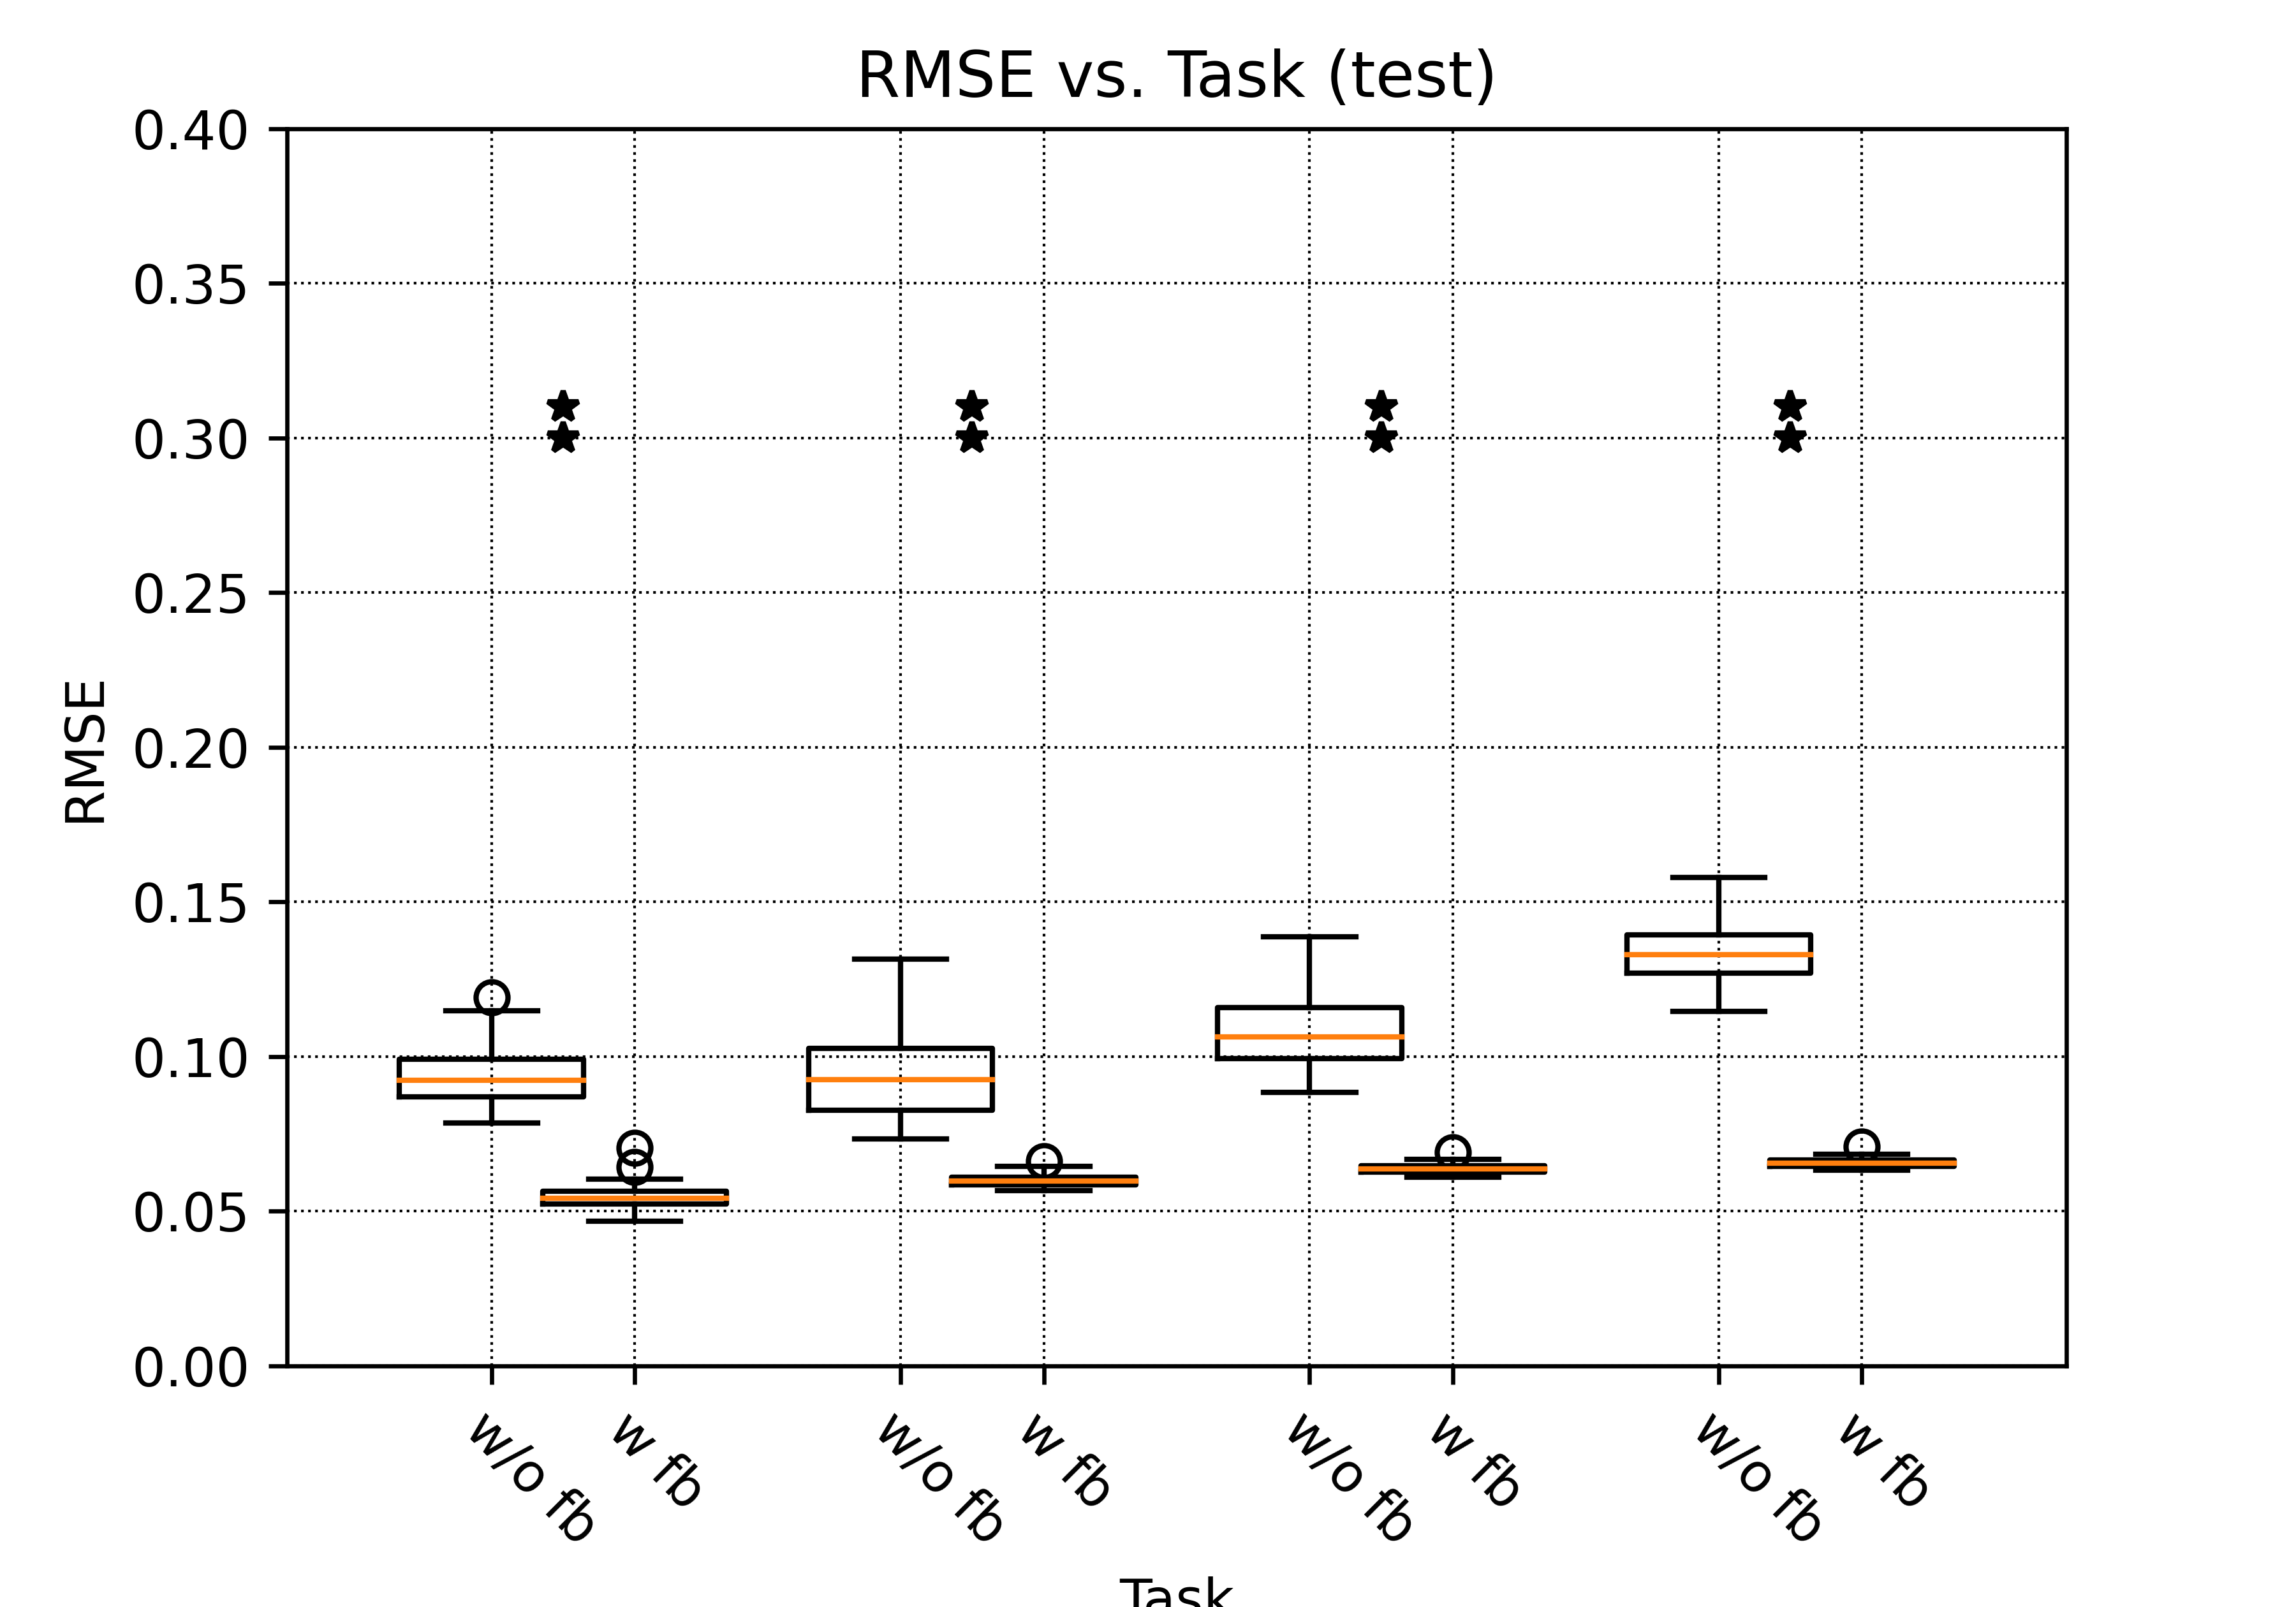 RMSE vs. Task (test)
0.40
0.35
0.30
0.25
0.20
0.15
0.10
0.05
0.00
RMSE
w/o fb
w fb
w/o fb
w fb
w/o fb
w fb
w/o fb
w fb
Task